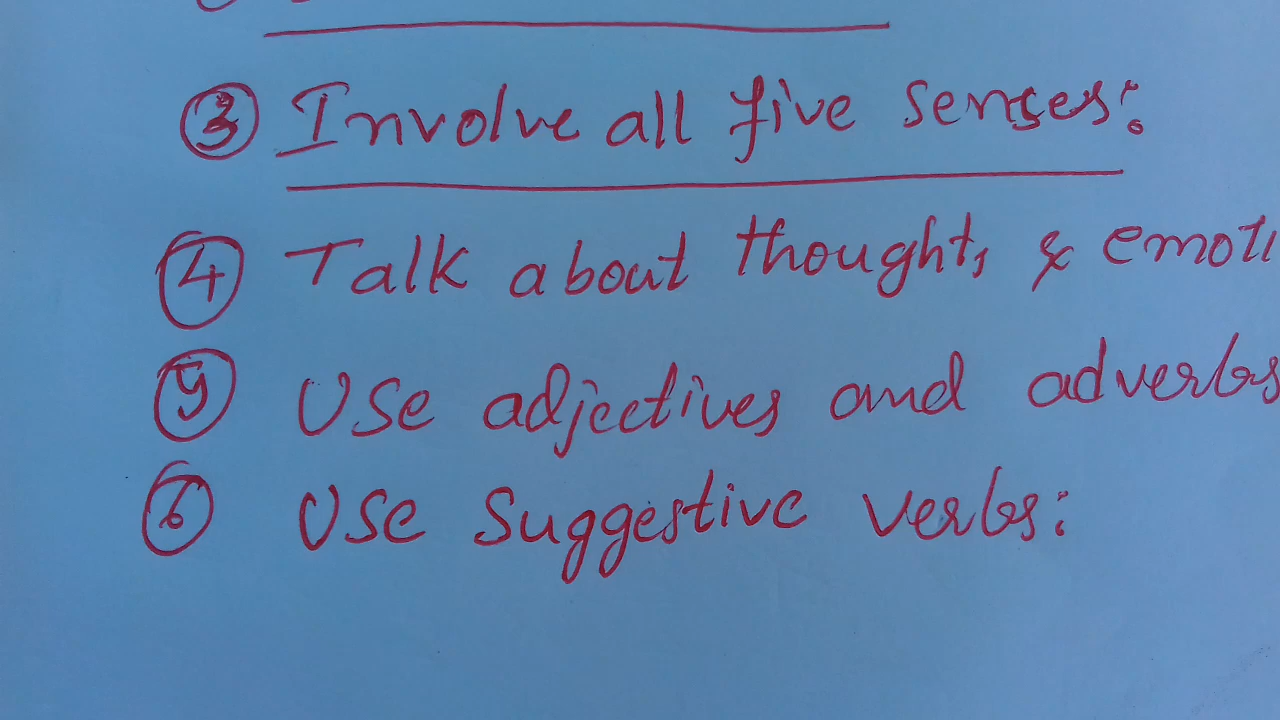 3 Involve all five senses:
4 Talk about thoughts & emoti
5 Use adjectives and adverbs
6 Use Suggestive verbs: